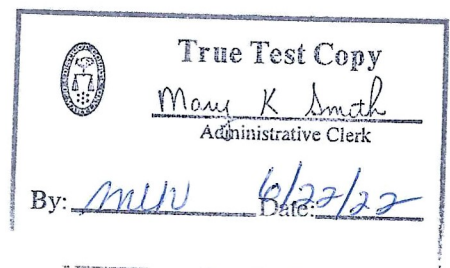 True Test Copy
Mary K Smith
Administrative Clerk
By: Date: 6/22/22